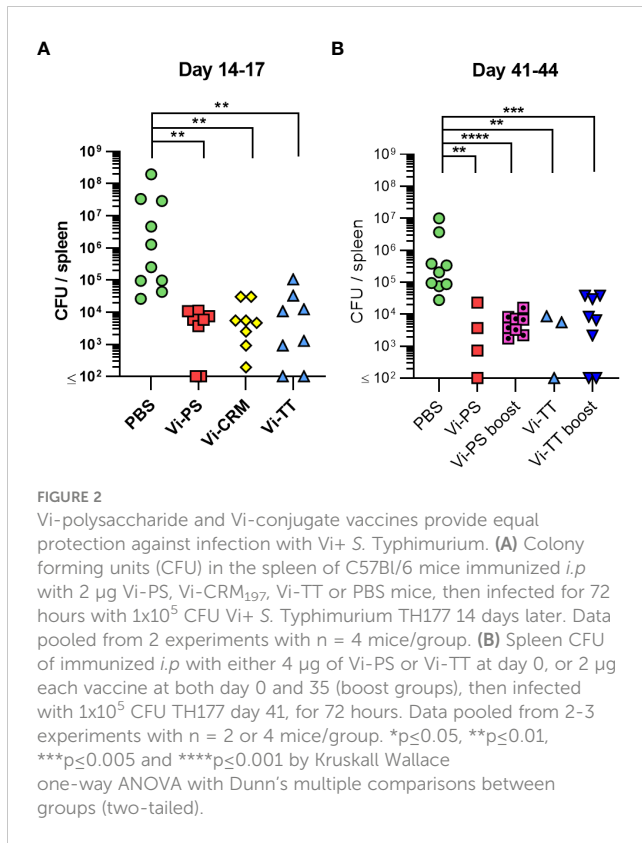 A
Day 14-17
**
**
**
CFU / spleen
10⁹
10⁸
10⁷
10⁶
10⁵
10⁴
10³
≤ 10²
PBS
Vi-PS
Vi-CRM
Vi-TT
B
Day 41-44
***
**
****
**
CFU / spleen
10⁹
10⁸
10⁷
10⁶
10⁵
10⁴
10³
≤ 10²
PBS
Vi-PS
Vi-PS boost
Vi-TT
Vi-TT boost
FIGURE 2
Vi-polysaccharide and Vi-conjugate vaccines provide equal
protection against infection with Vi+ S. Typhimurium. (A) Colony
forming units (CFU) in the spleen of C57Bl/6 mice immunized i.p
with 2 µg Vi-PS, Vi-CRM₁₉₇, Vi-TT or PBS mice, then infected for 72
hours with 1x10⁵ CFU Vi+ S. Typhimurium TH177 14 days later. Data
pooled from 2 experiments with n = 4 mice/group. (B) Spleen CFU
of immunized i.p with either 4 µg of Vi-PS or Vi-TT at day 0, or 2 µg
each vaccine at both day 0 and 35 (boost groups), then infected
with 1x10⁵ CFU TH177 day 41, for 72 hours. Data pooled from 2-3
experiments with n = 2 or 4 mice/group. *p≤0.05, **p≤0.01,
***p≤0.005 and ****p≤0.001 by Kruskall Wallace
one-way ANOVA with Dunn's multiple comparisons between
groups (two-tailed).